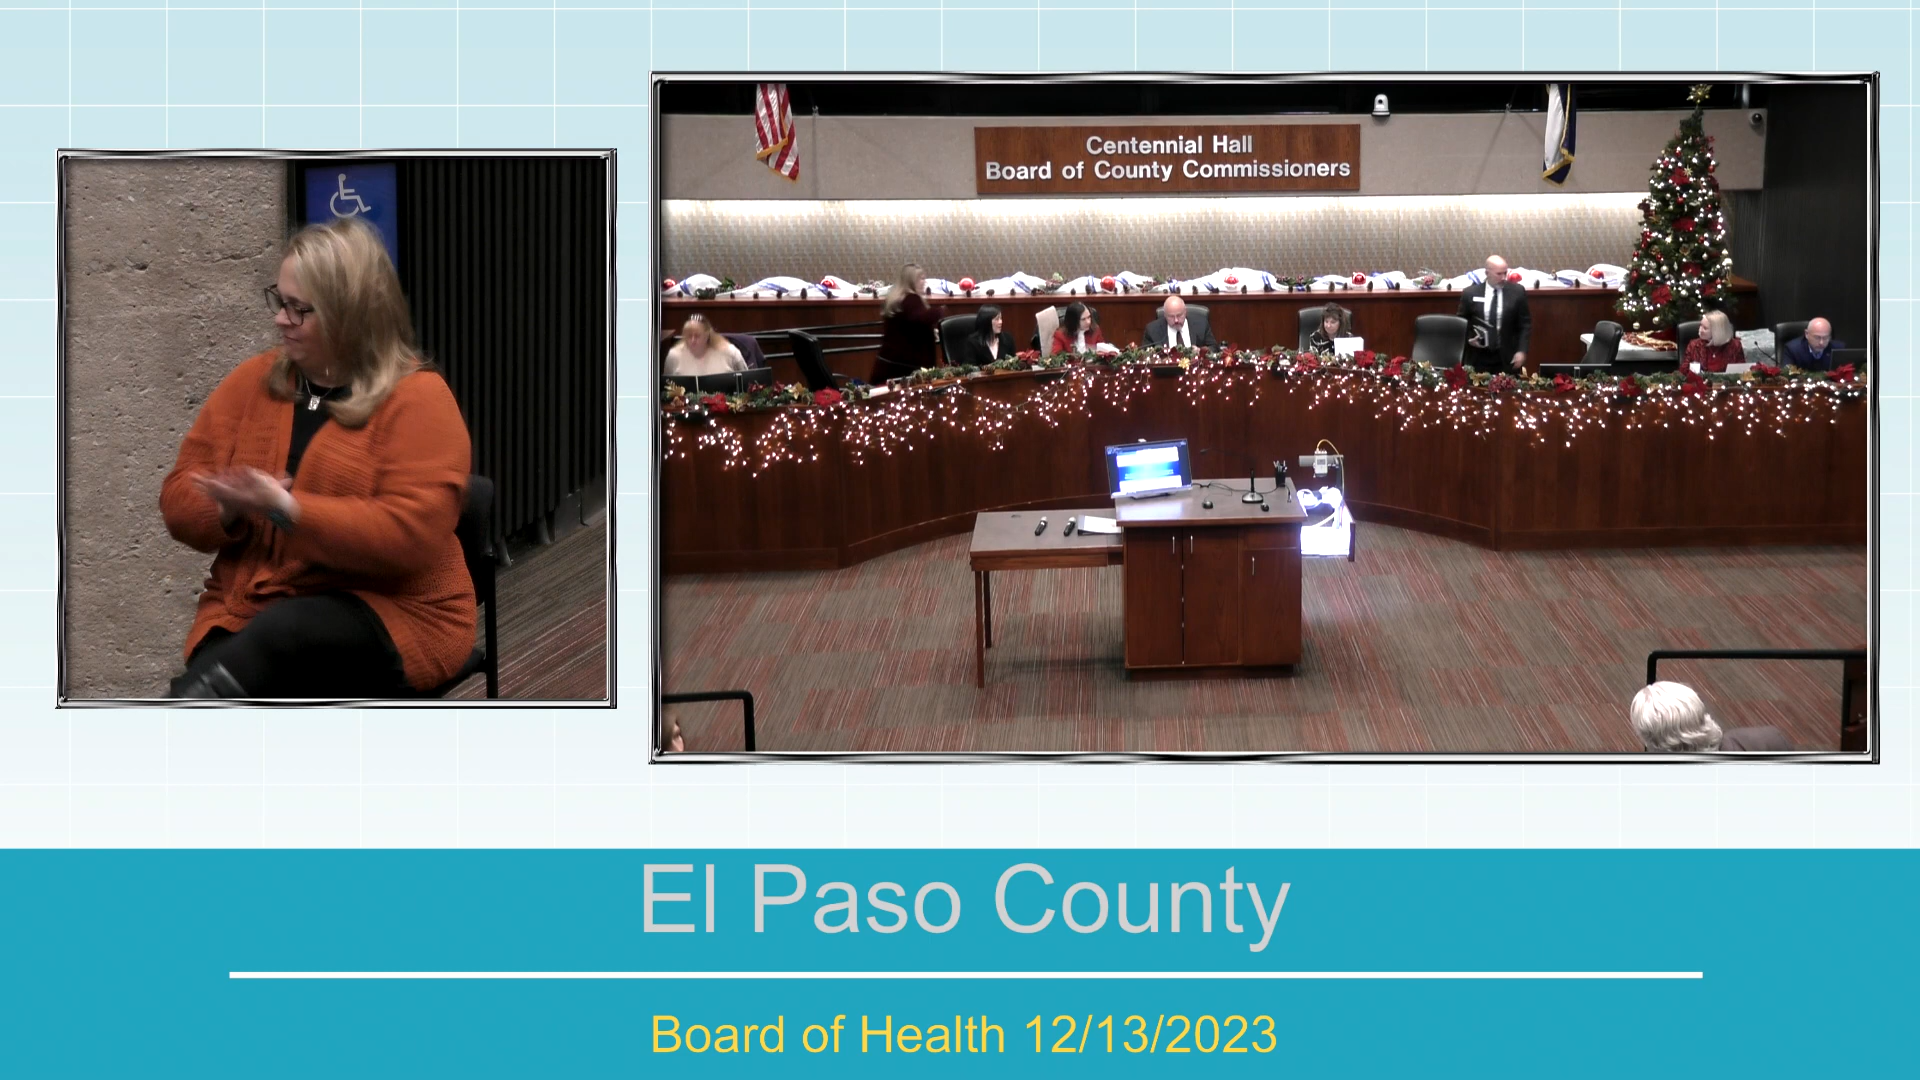 Centennial Hall
Board of County Commissioners
El Paso County
Board of Health 12/13/2023